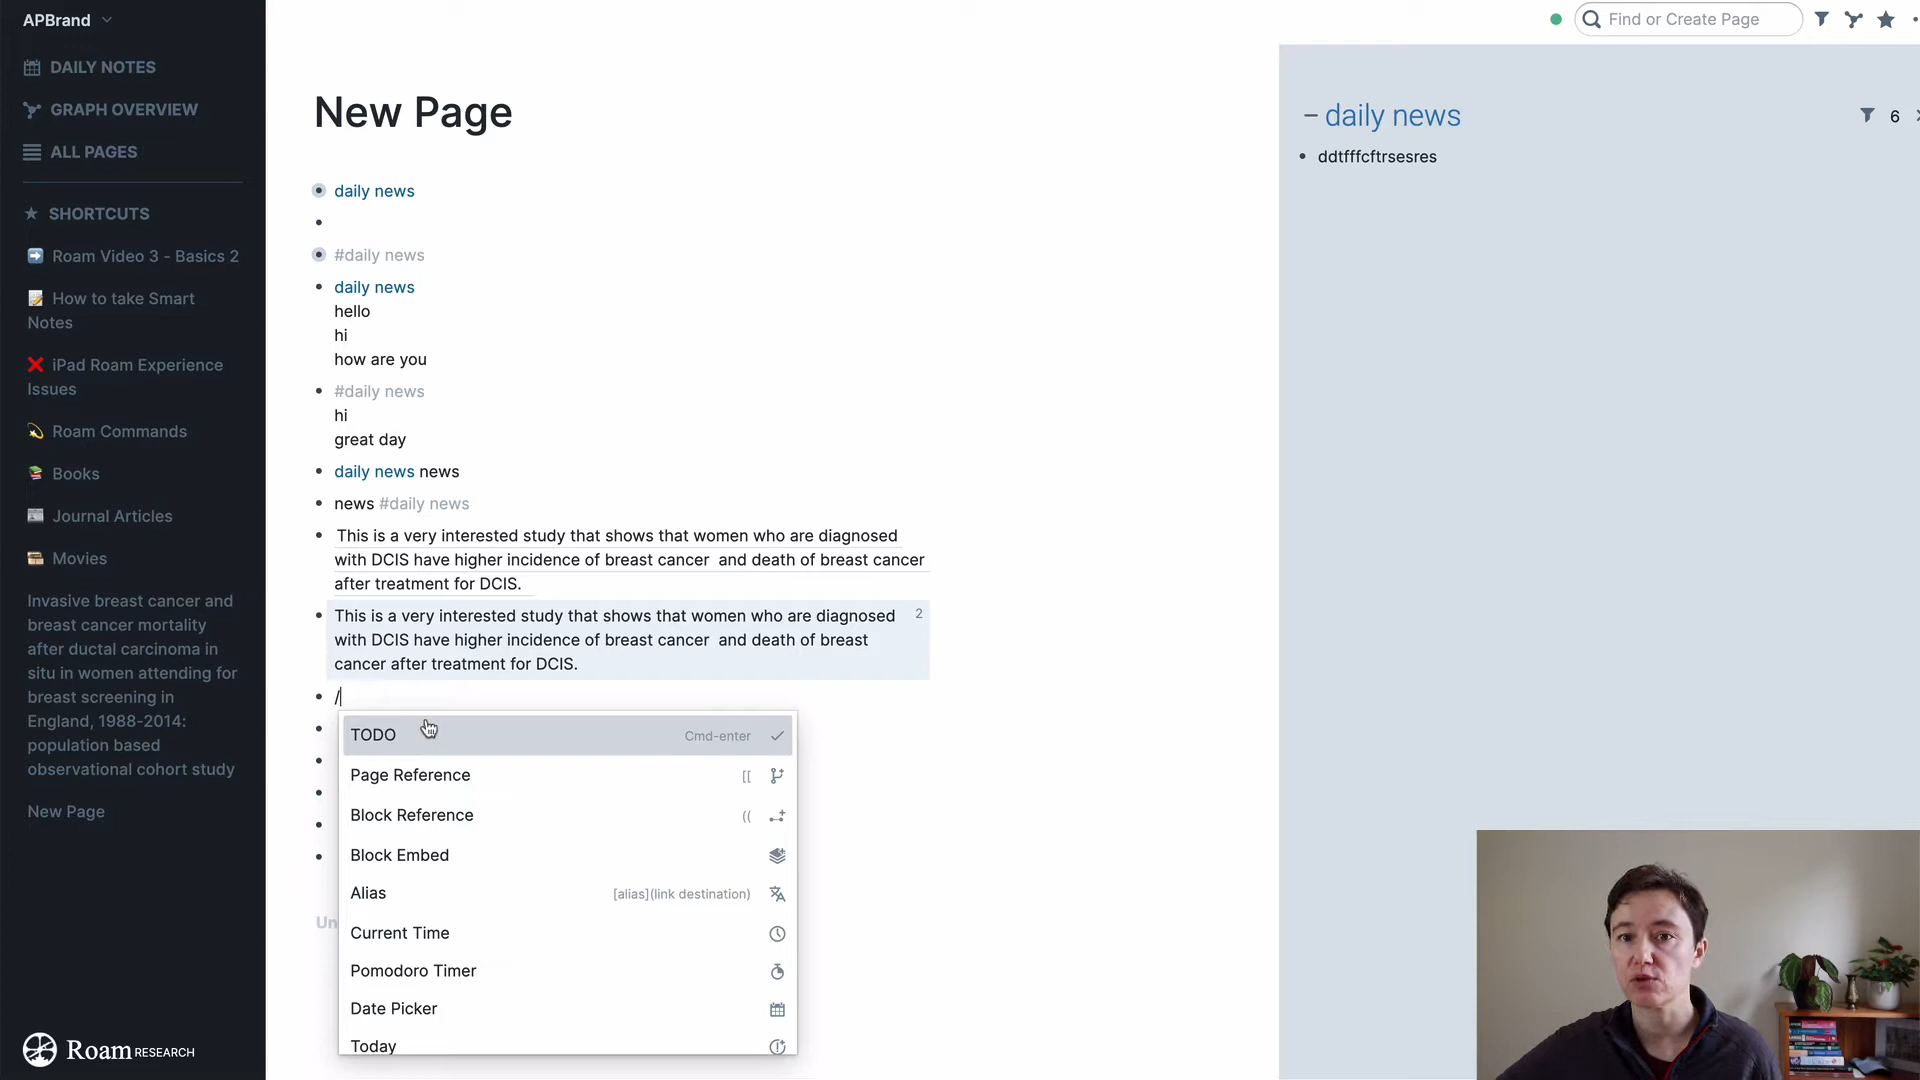 APBrand
Find or Create Page
DAILY NOTES
GRAPH OVERVIEW
ALL PAGES
SHORTCUTS
Roam Video 3 - Basics 2
How to take Smart
Notes
iPad Roam Experience
Issues
Roam Commands
Books
Journal Articles
Movies
Invasive breast cancer and
breast cancer mortality
after ductal carcinoma in
situ in women attending for
breast screening in
England, 1988-2014:
population based
observational cohort study
New Page
Roam RESEARCH
New Page
daily news
#daily news
daily news
hello
hi
how are you
#daily news
hi
great day
daily news news
news #daily news
This is a very interested study that shows that women who are diagnosed
with DCIS have higher incidence of breast cancer and death of breast cancer
after treatment for DCIS.
This is a very interested study that shows that women who are diagnosed 2
with DCIS have higher incidence of breast cancer and death of breast
cancer after treatment for DCIS.
/
TODO Cmd-enter
Page Reference [[
Block Reference ((
Block Embed
Alias [alias](link destination)
Current Time
Pomodoro Timer
Date Picker
Today
Un
daily news 6
ddtfffcftrsesres